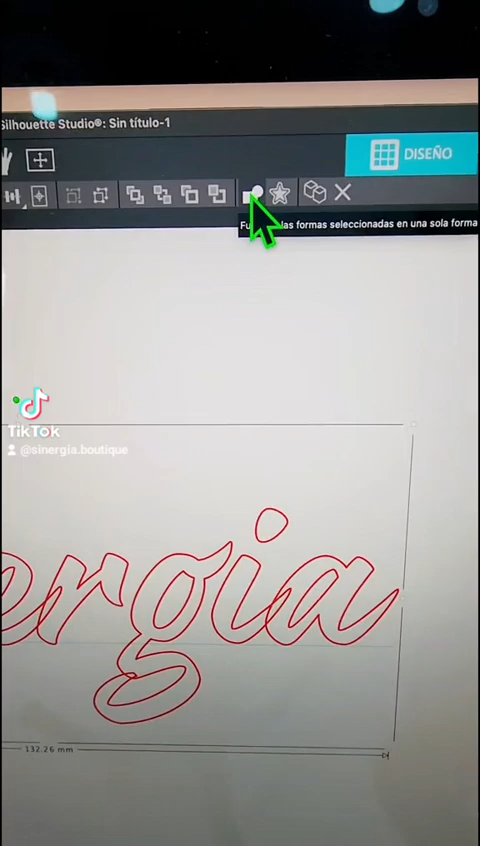 Silhouette Studio®: Sin título-1
DISEÑO
las formas seleccionadas en una sola forma
TikTok
@sinergia.boutique
ergia
132.26 mm